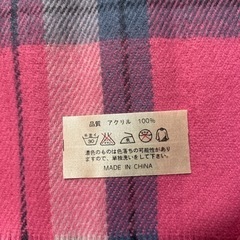 品質 アクリル 100%
濃色のものは色落ちの可能性があり
ますので、単独洗いをして下さい。
MADE IN CHINA